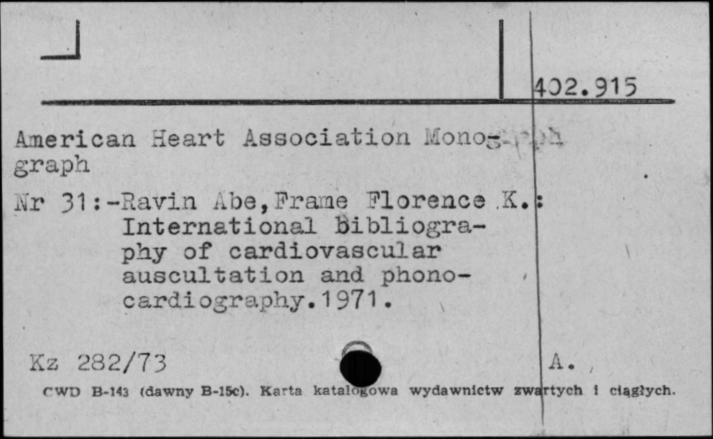 402.915
American Heart Association Monog-
graph
Nr 31:-Ravin Abe,Frame Florence K.:
International Bibliogra-
phy of cardiovascular
auscultation and phono-
cardiography.1971.
Kz 282/73 A.
CWD B-143 (dawny B-15c). Karta katalogowa wydawnictw zwartych i ciągłych.